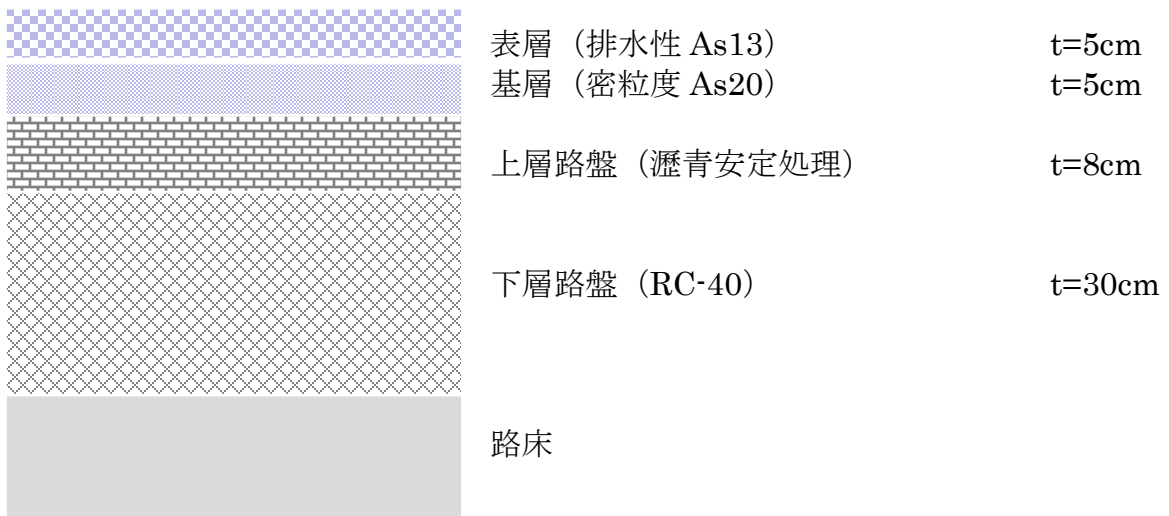 表層（排水性 As13） t=5cm
基層（密粒度 As20） t=5cm
上層路盤（瀝青安定処理） t=8cm
下層路盤（RC-40） t=30cm
路床